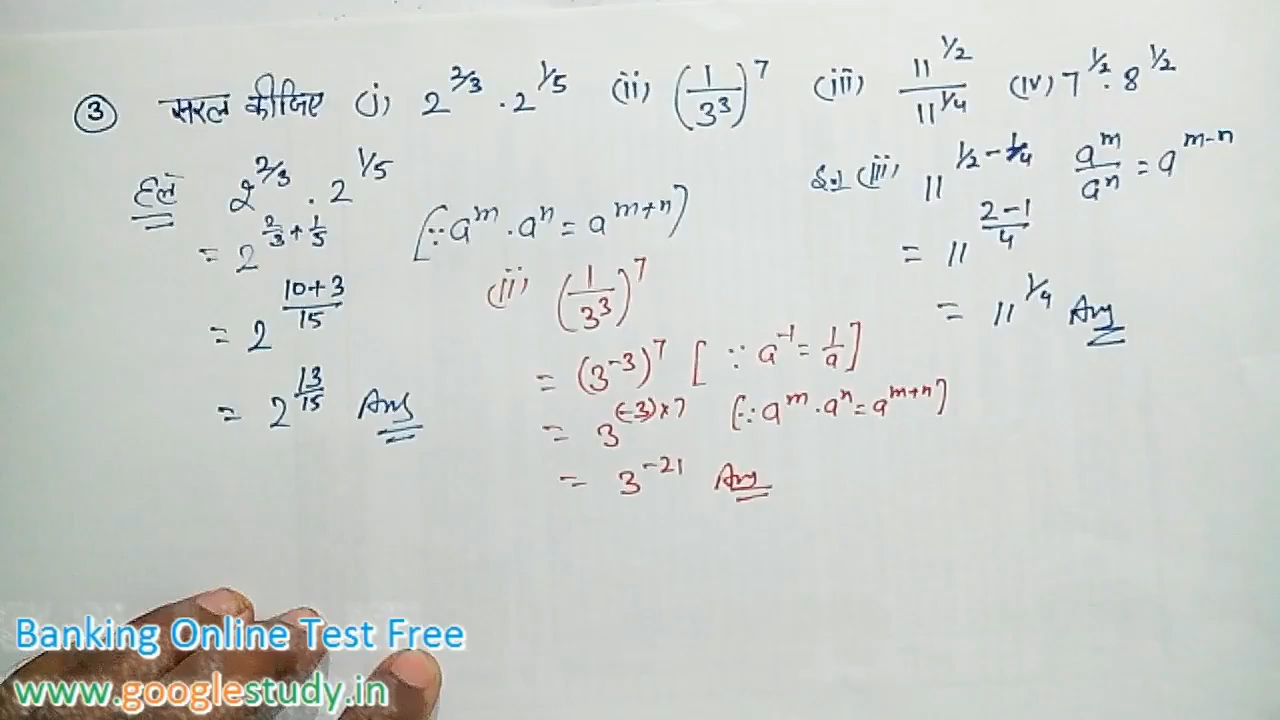 ③ सरल कीजिए (i) 2^{2/3} . 2^{1/5} (ii) (1/3^3)^7 (iii) 11^{1/2}/11^{1/4} (iv) 7^{1/2} . 8^{1/2}
हल 2^{2/3} . 2^{1/5}
= 2^{2/3 + 1/5} [∵ a^m . a^n = a^{m+n}]
= 2^{(10+3)/15}
= 2^{13/15} Ans
(ii) (1/3^3)^7
= (3^{-3})^7 [∵ a^{-1} = 1/a]
= 3^{(-3)×7} (∵ a^m . a^n = a^{m+n})
= 3^{-21} Ans
(iii) 11^{1/2 - 1/4} a^m/a^n = a^{m-n}
= 11^{(2-1)/4}
= 11^{1/4} Ans
Banking Online Test Free
www.googlestudy.in